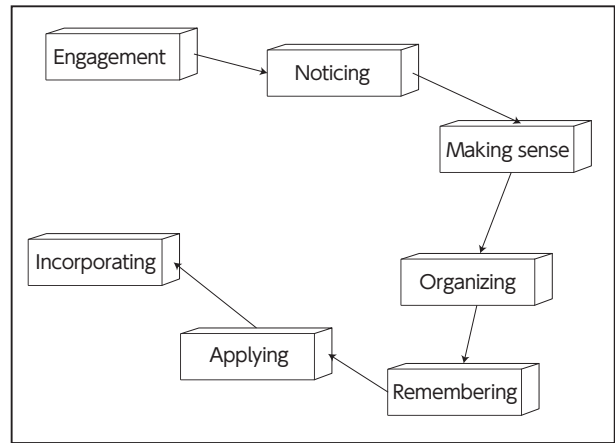 Engagement
Noticing
Making sense
Organizing
Remembering
Applying
Incorporating